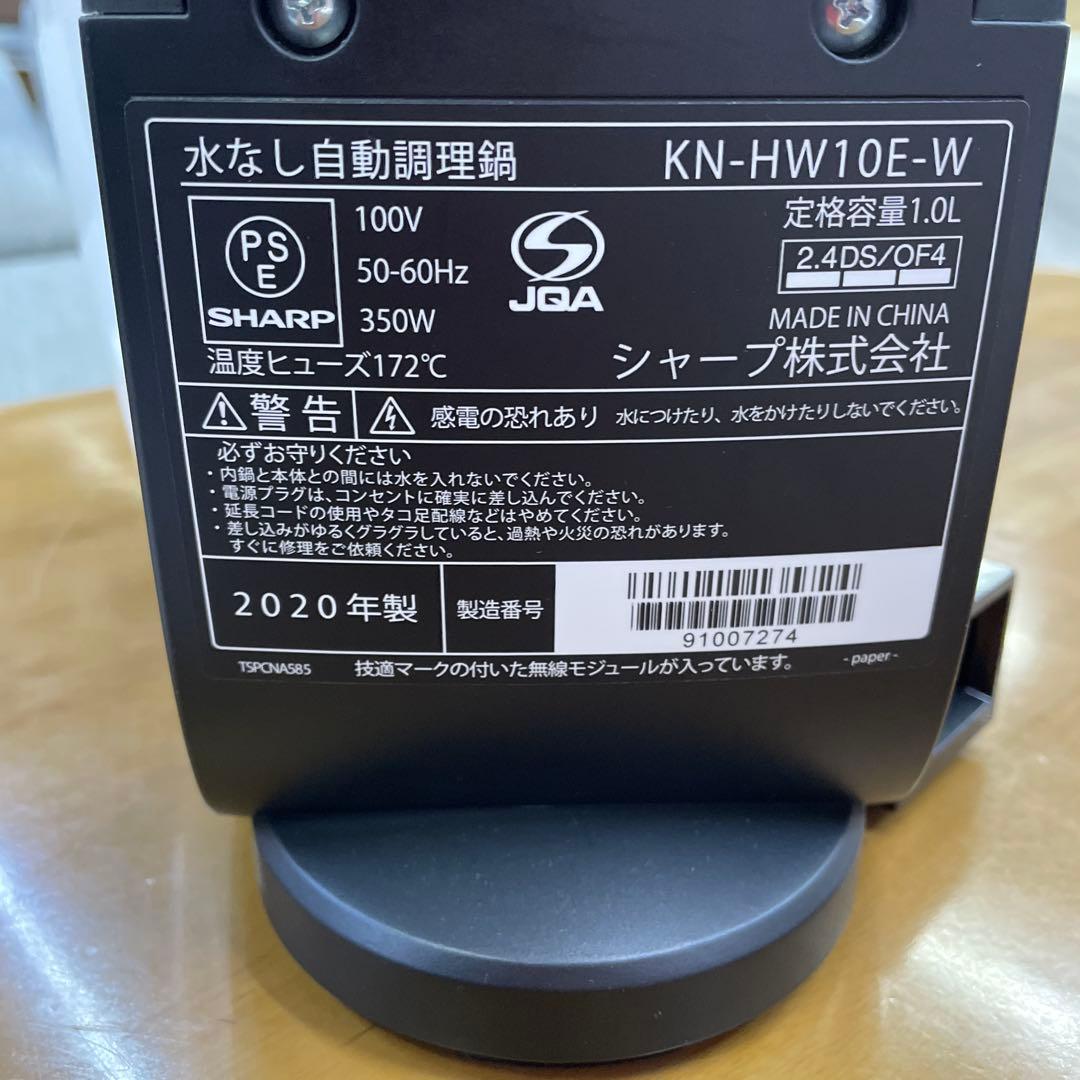 水なし自動調理鍋 KN-HW10E-W
PSE
SHARP
100V
50-60Hz
350W
温度ヒューズ172℃
JQA
定格容量1.0L
2.4DS/OF4
MADE IN CHINA
シャープ株式会社
警告 感電の恐れあり 水につけたり、水をかけたりしないでください。
必ずお守りください
・内鍋と本体との間には水を入れないでください。
・電源プラグは、コンセントに確実に差し込んでください。
・延長コードの使用やタコ足配線などはやめてください。
・差し込みがゆるくグラグラしていると、過熱や火災の恐れがあります。
すぐに修理をご依頼ください。
2020年製 製造番号 91007274
TSPCNA585 技適マークの付いた無線モジュールが入っています。 -paper-